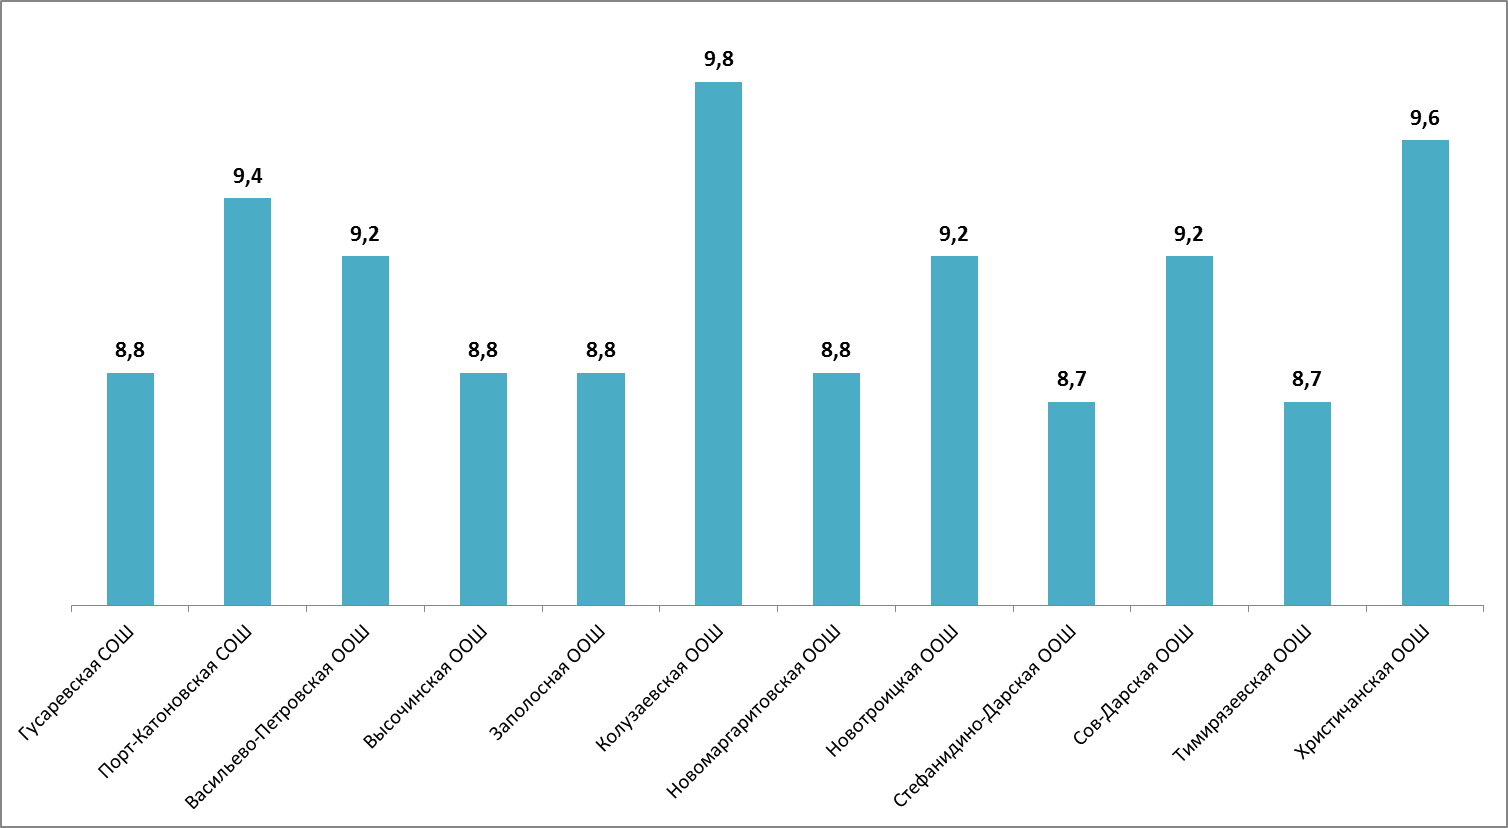 9,8
9,6
9,4
9,2
9,2
9,2
8,8
8,8
8,8
8,8
8,7
8,7
Гусаревская СОШ
Порт-Катоновская СОШ
Васильево-Петровская ООШ
Высочинская ООШ
Заполосная ООШ
Колузаевская ООШ
Новомаргаритовская ООШ
Новотроицкая ООШ
Стефанидино-Дарская ООШ
Сов-Дарская ООШ
Тимирязевская ООШ
Христичанская ООШ